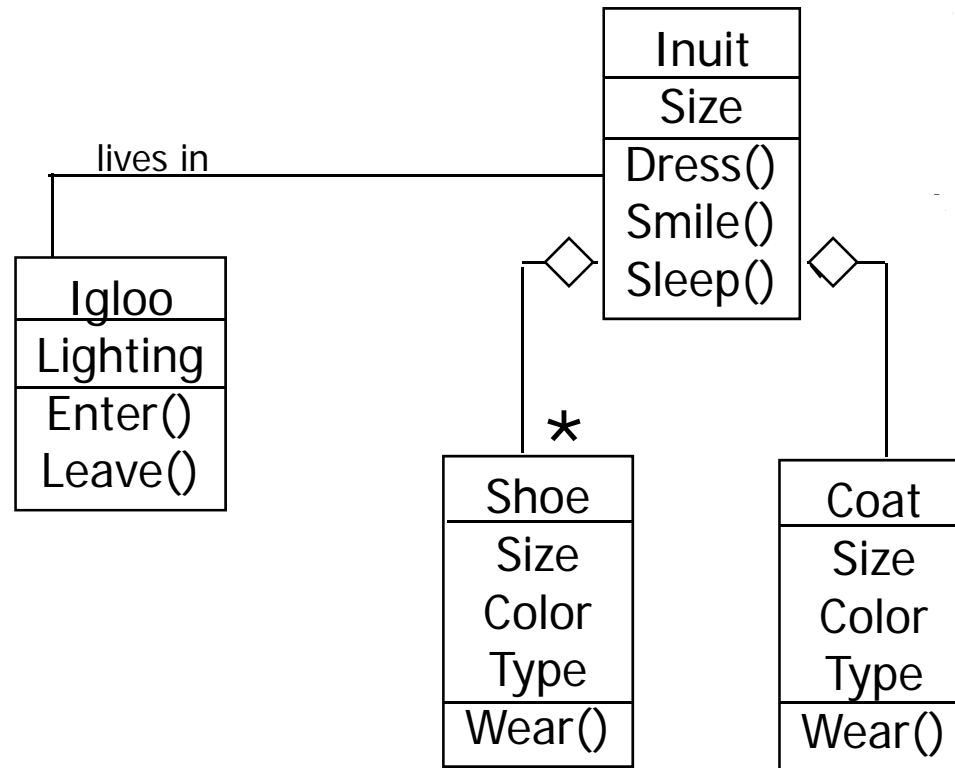 Inuit
Size
Dress()
Smile()
Sleep()
lives in
Igloo
Lighting
Enter()
Leave()
*
Shoe
Size
Color
Type
Wear()
Coat
Size
Color
Type
Wear()